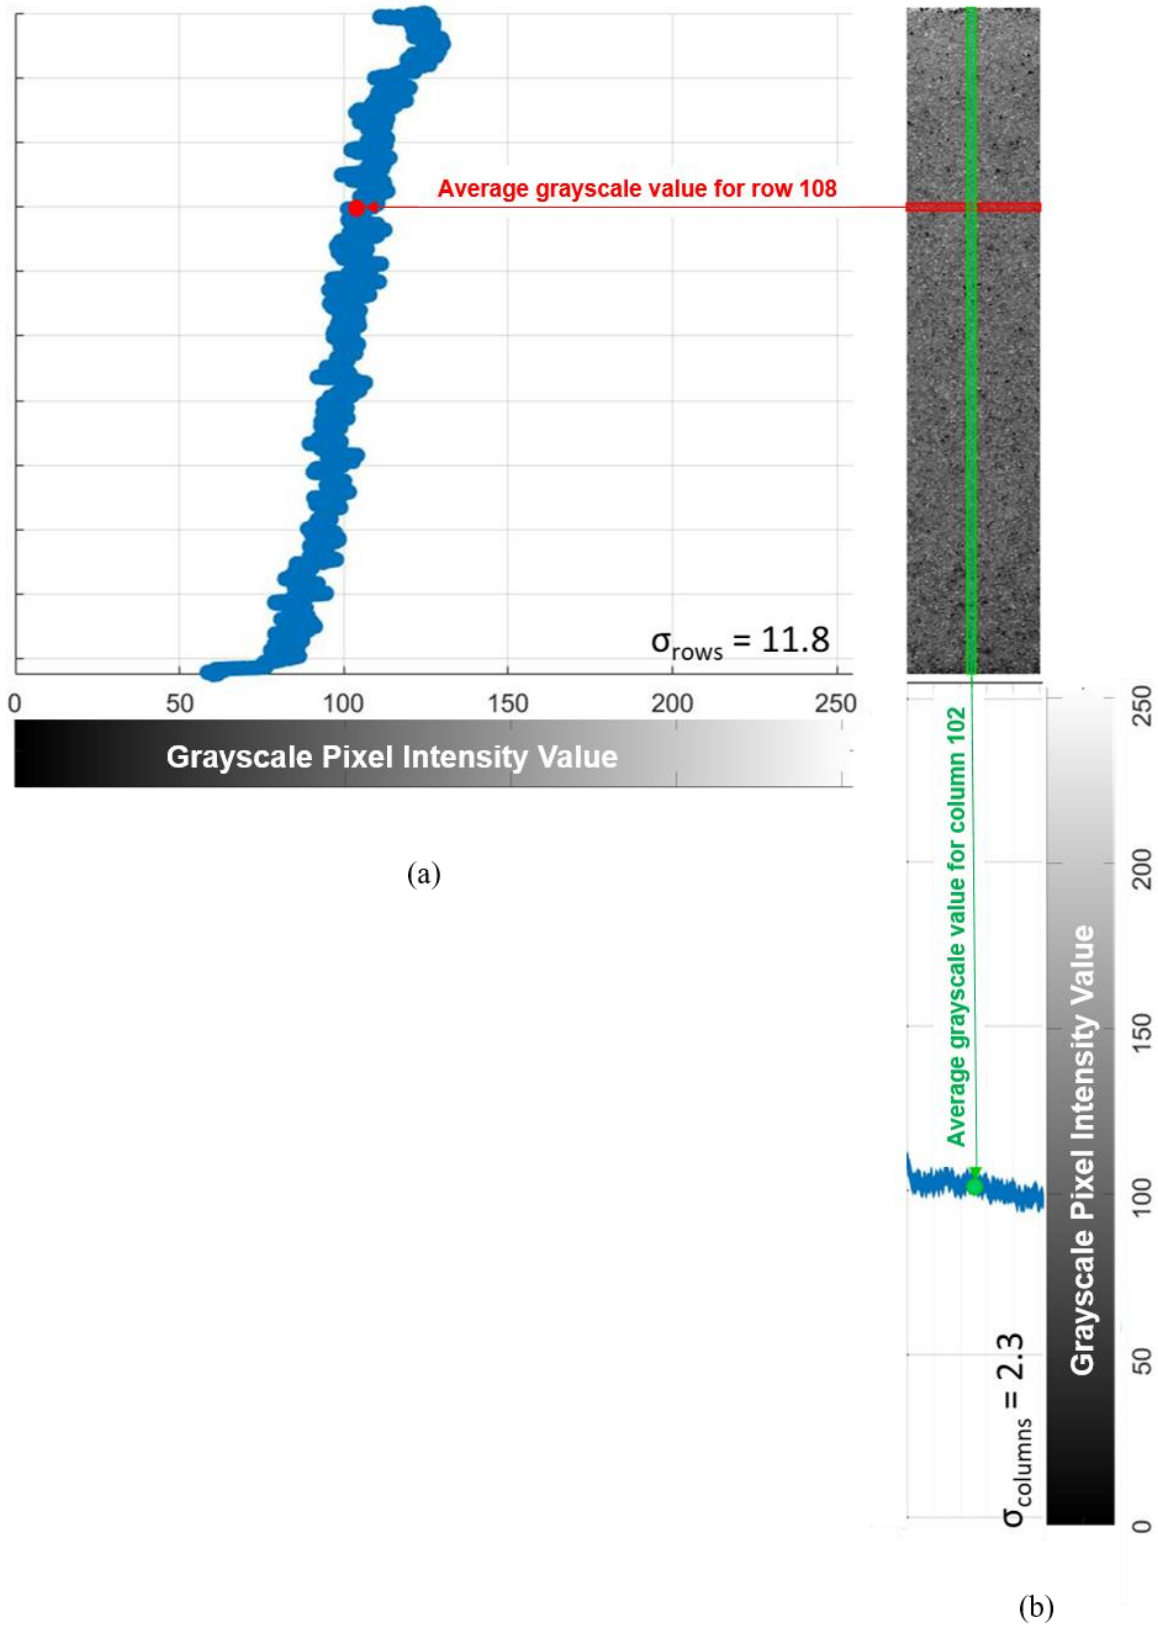 Average grayscale value for row 108
σrows = 11.8
0 50 100 150 200 250
Grayscale Pixel Intensity Value
(a)
Average grayscale value for column 102
σcolumns = 2.3
Grayscale Pixel Intensity Value
250
200
150
100
50
0
(b)